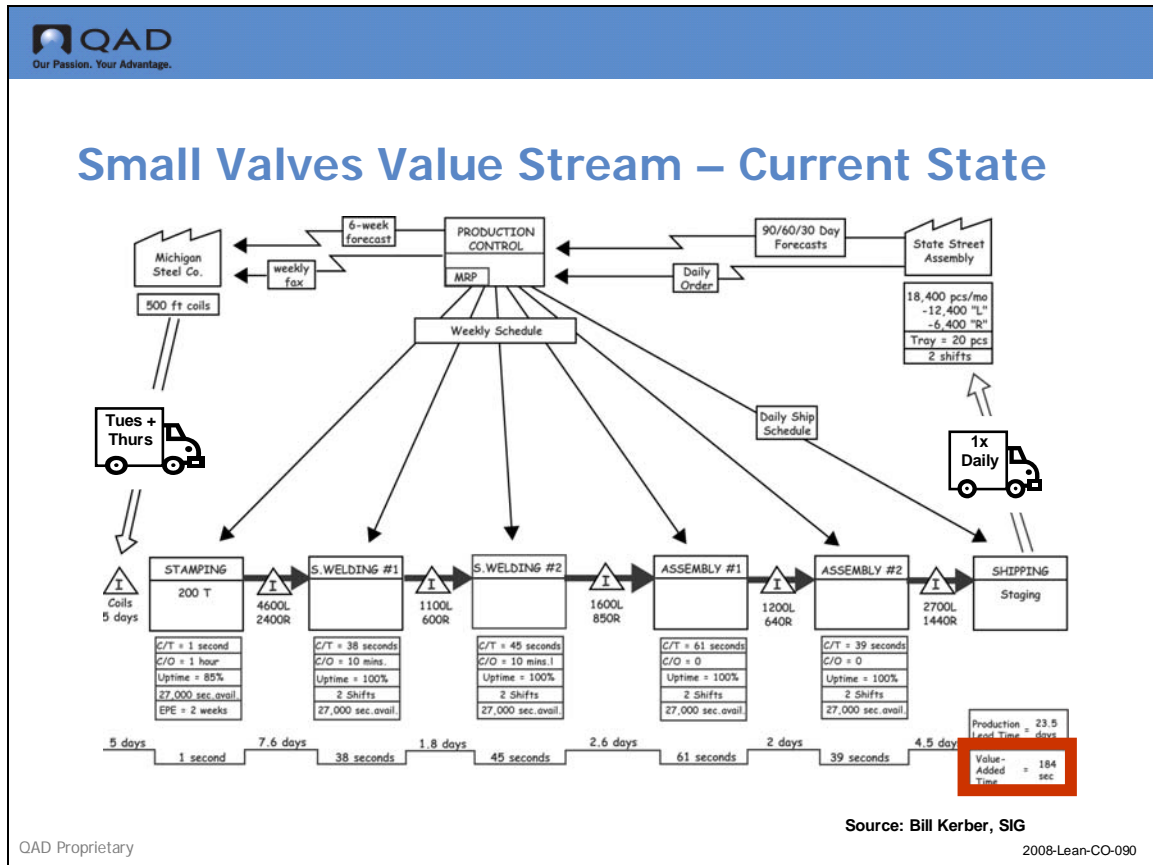 QAD
Our Passion. Your Advantage.
Small Valves Value Stream – Current State
Michigan
Steel Co.
500 ft coils
6-week
forecast
weekly
fax
PRODUCTION
CONTROL
MRP
90/60/30 Day
Forecasts
Daily
Order
State Street
Assembly
18,400 pcs/mo
-12,400 "L"
-6,400 "R"
Tray = 20 pcs
2 shifts
Weekly Schedule
Daily Ship
Schedule
Tues +
Thurs
1x
Daily
I
Coils
5 days
STAMPING
200 T
C/T = 1 second
C/O = 1 hour
Uptime = 85%
27,000 sec.avail.
EPE = 2 weeks
I
4600L
2400R
S.WELDING #1
C/T = 38 seconds
C/O = 10 mins.
Uptime = 100%
2 Shifts
27,000 sec.avail.
I
1100L
600R
S.WELDING #2
C/T = 45 seconds
C/O = 10 mins.l
Uptime = 100%
2 Shifts
27,000 sec.avail.
I
1600L
850R
ASSEMBLY #1
C/T = 61 seconds
C/O = 0
Uptime = 100%
2 Shifts
27,000 sec.avail.
I
1200L
640R
ASSEMBLY #2
C/T = 39 seconds
C/O = 0
Uptime = 100%
2 Shifts
27,000 sec.avail.
I
2700L
1440R
SHIPPING
Staging
5 days
1 second
7.6 days
38 seconds
1.8 days
45 seconds
2.6 days
61 seconds
2 days
39 seconds
4.5 days
Production
Lead Time = 23.5 days
Value-
Added
Time = 184 sec
Source: Bill Kerber, SIG
QAD Proprietary
2008-Lean-CO-090